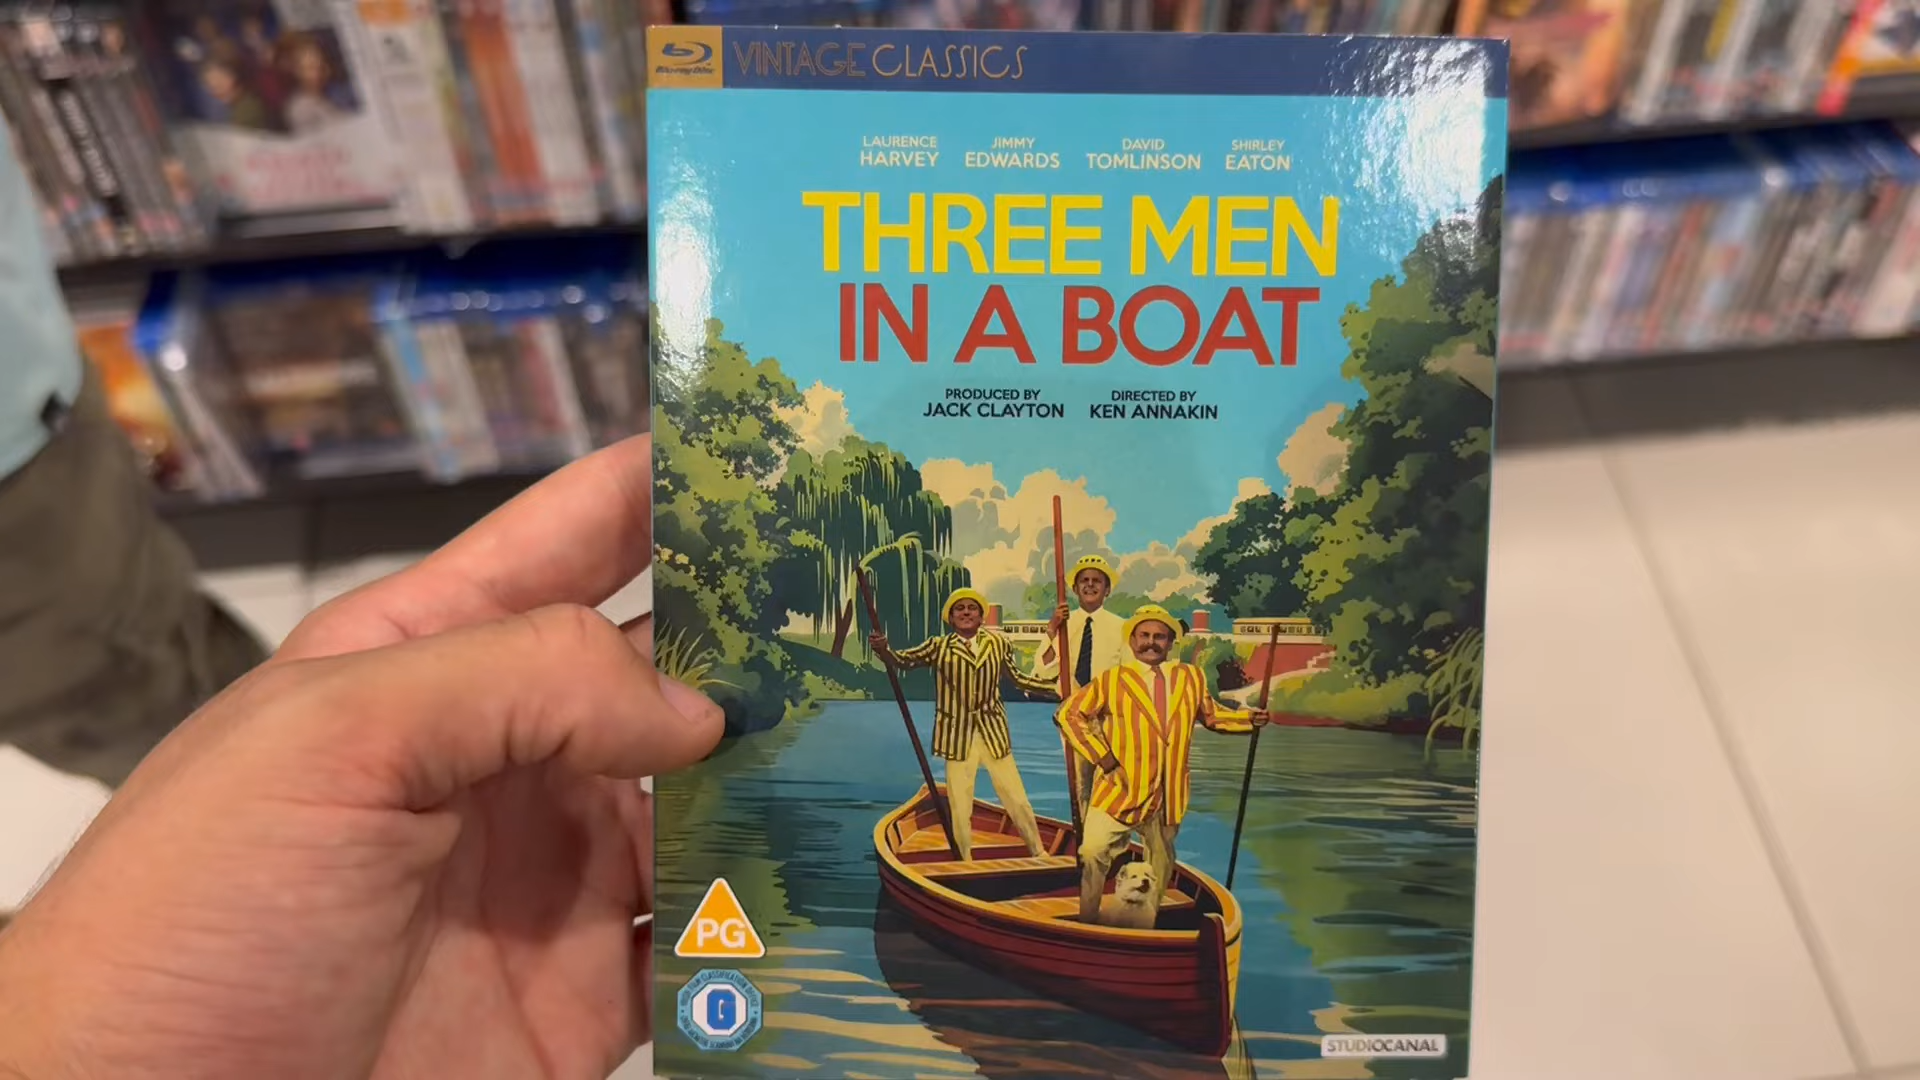 Blu-ray Disc
VINTAGE CLASSICS
LAURENCE HARVEY
JIMMY EDWARDS
DAVID TOMLINSON
SHIRLEY EATON
THREE MEN
IN A BOAT
PRODUCED BY
JACK CLAYTON
DIRECTED BY
KEN ANNAKIN
PG
G
STUDIOCANAL